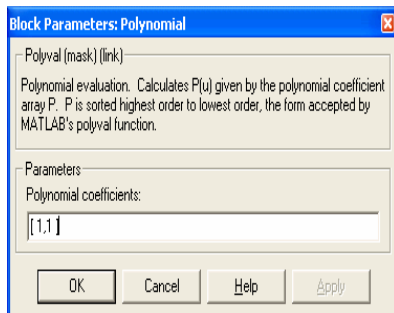 Block Parameters: Polynomial
Polyval (mask) (link)
Polynomial evaluation. Calculates P(u) given by the polynomial coefficient
array P. P is sorted highest order to lowest order, the form accepted by
MATLAB's polyval function.
Parameters
Polynomial coefficients:
[ 1,1 ]
OK Cancel Help Apply